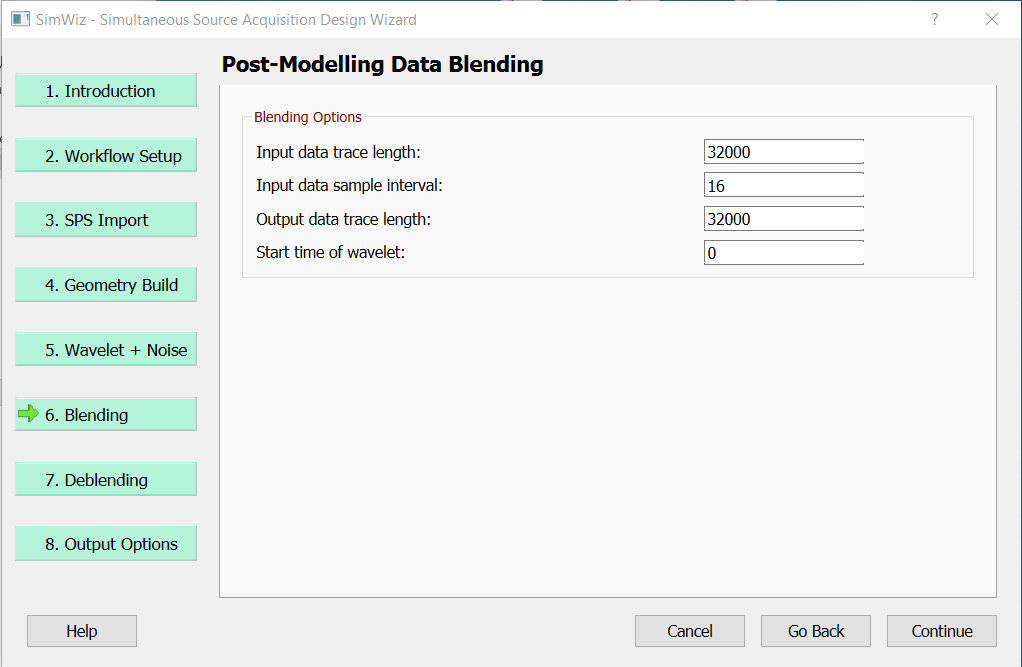 SimWiz - Simultaneous Source Acquisition Design Wizard
?
Post-Modelling Data Blending
1. Introduction
2. Workflow Setup
3. SPS Import
4. Geometry Build
5. Wavelet + Noise
6. Blending
7. Deblending
8. Output Options
Blending Options
Input data trace length: 32000
Input data sample interval: 16
Output data trace length: 32000
Start time of wavelet: 0
Help
Cancel
Go Back
Continue